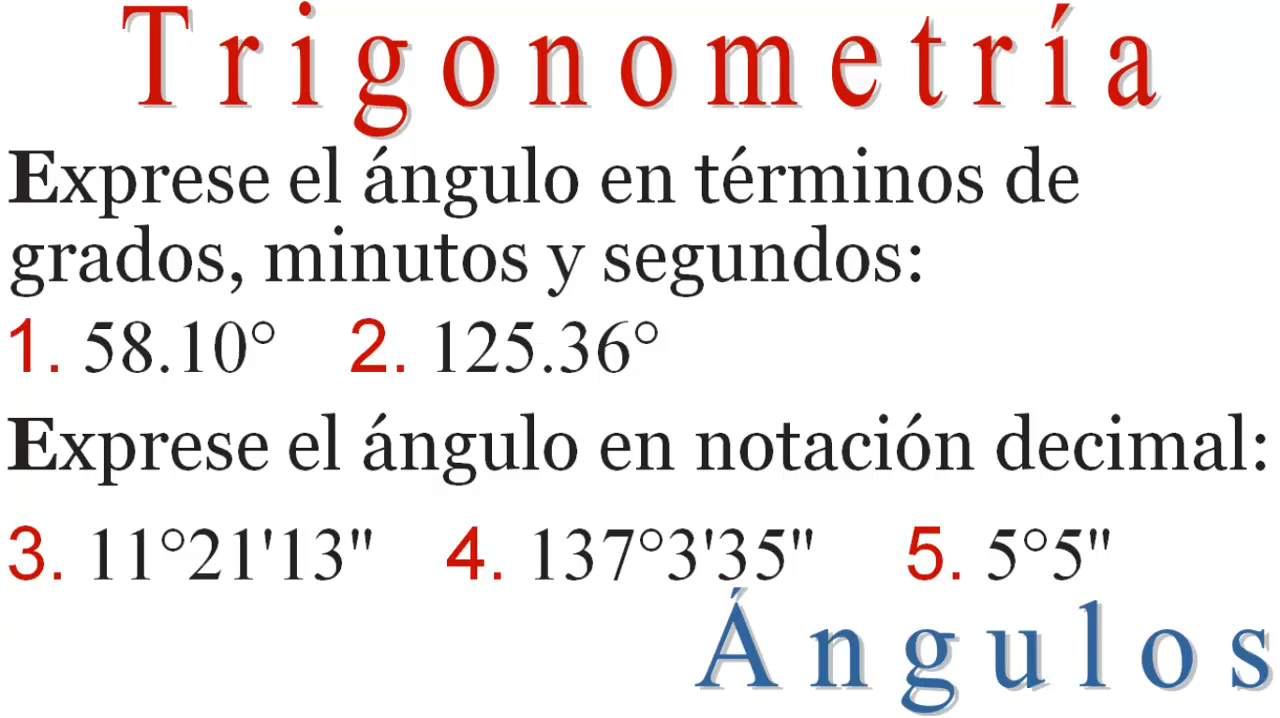 Trigonometría
Exprese el ángulo en términos de
grados, minutos y segundos:
1. 58.10° 2. 125.36°
Exprese el ángulo en notación decimal:
3. 11°21'13" 4. 137°3'35" 5. 5°5"
Ángulos